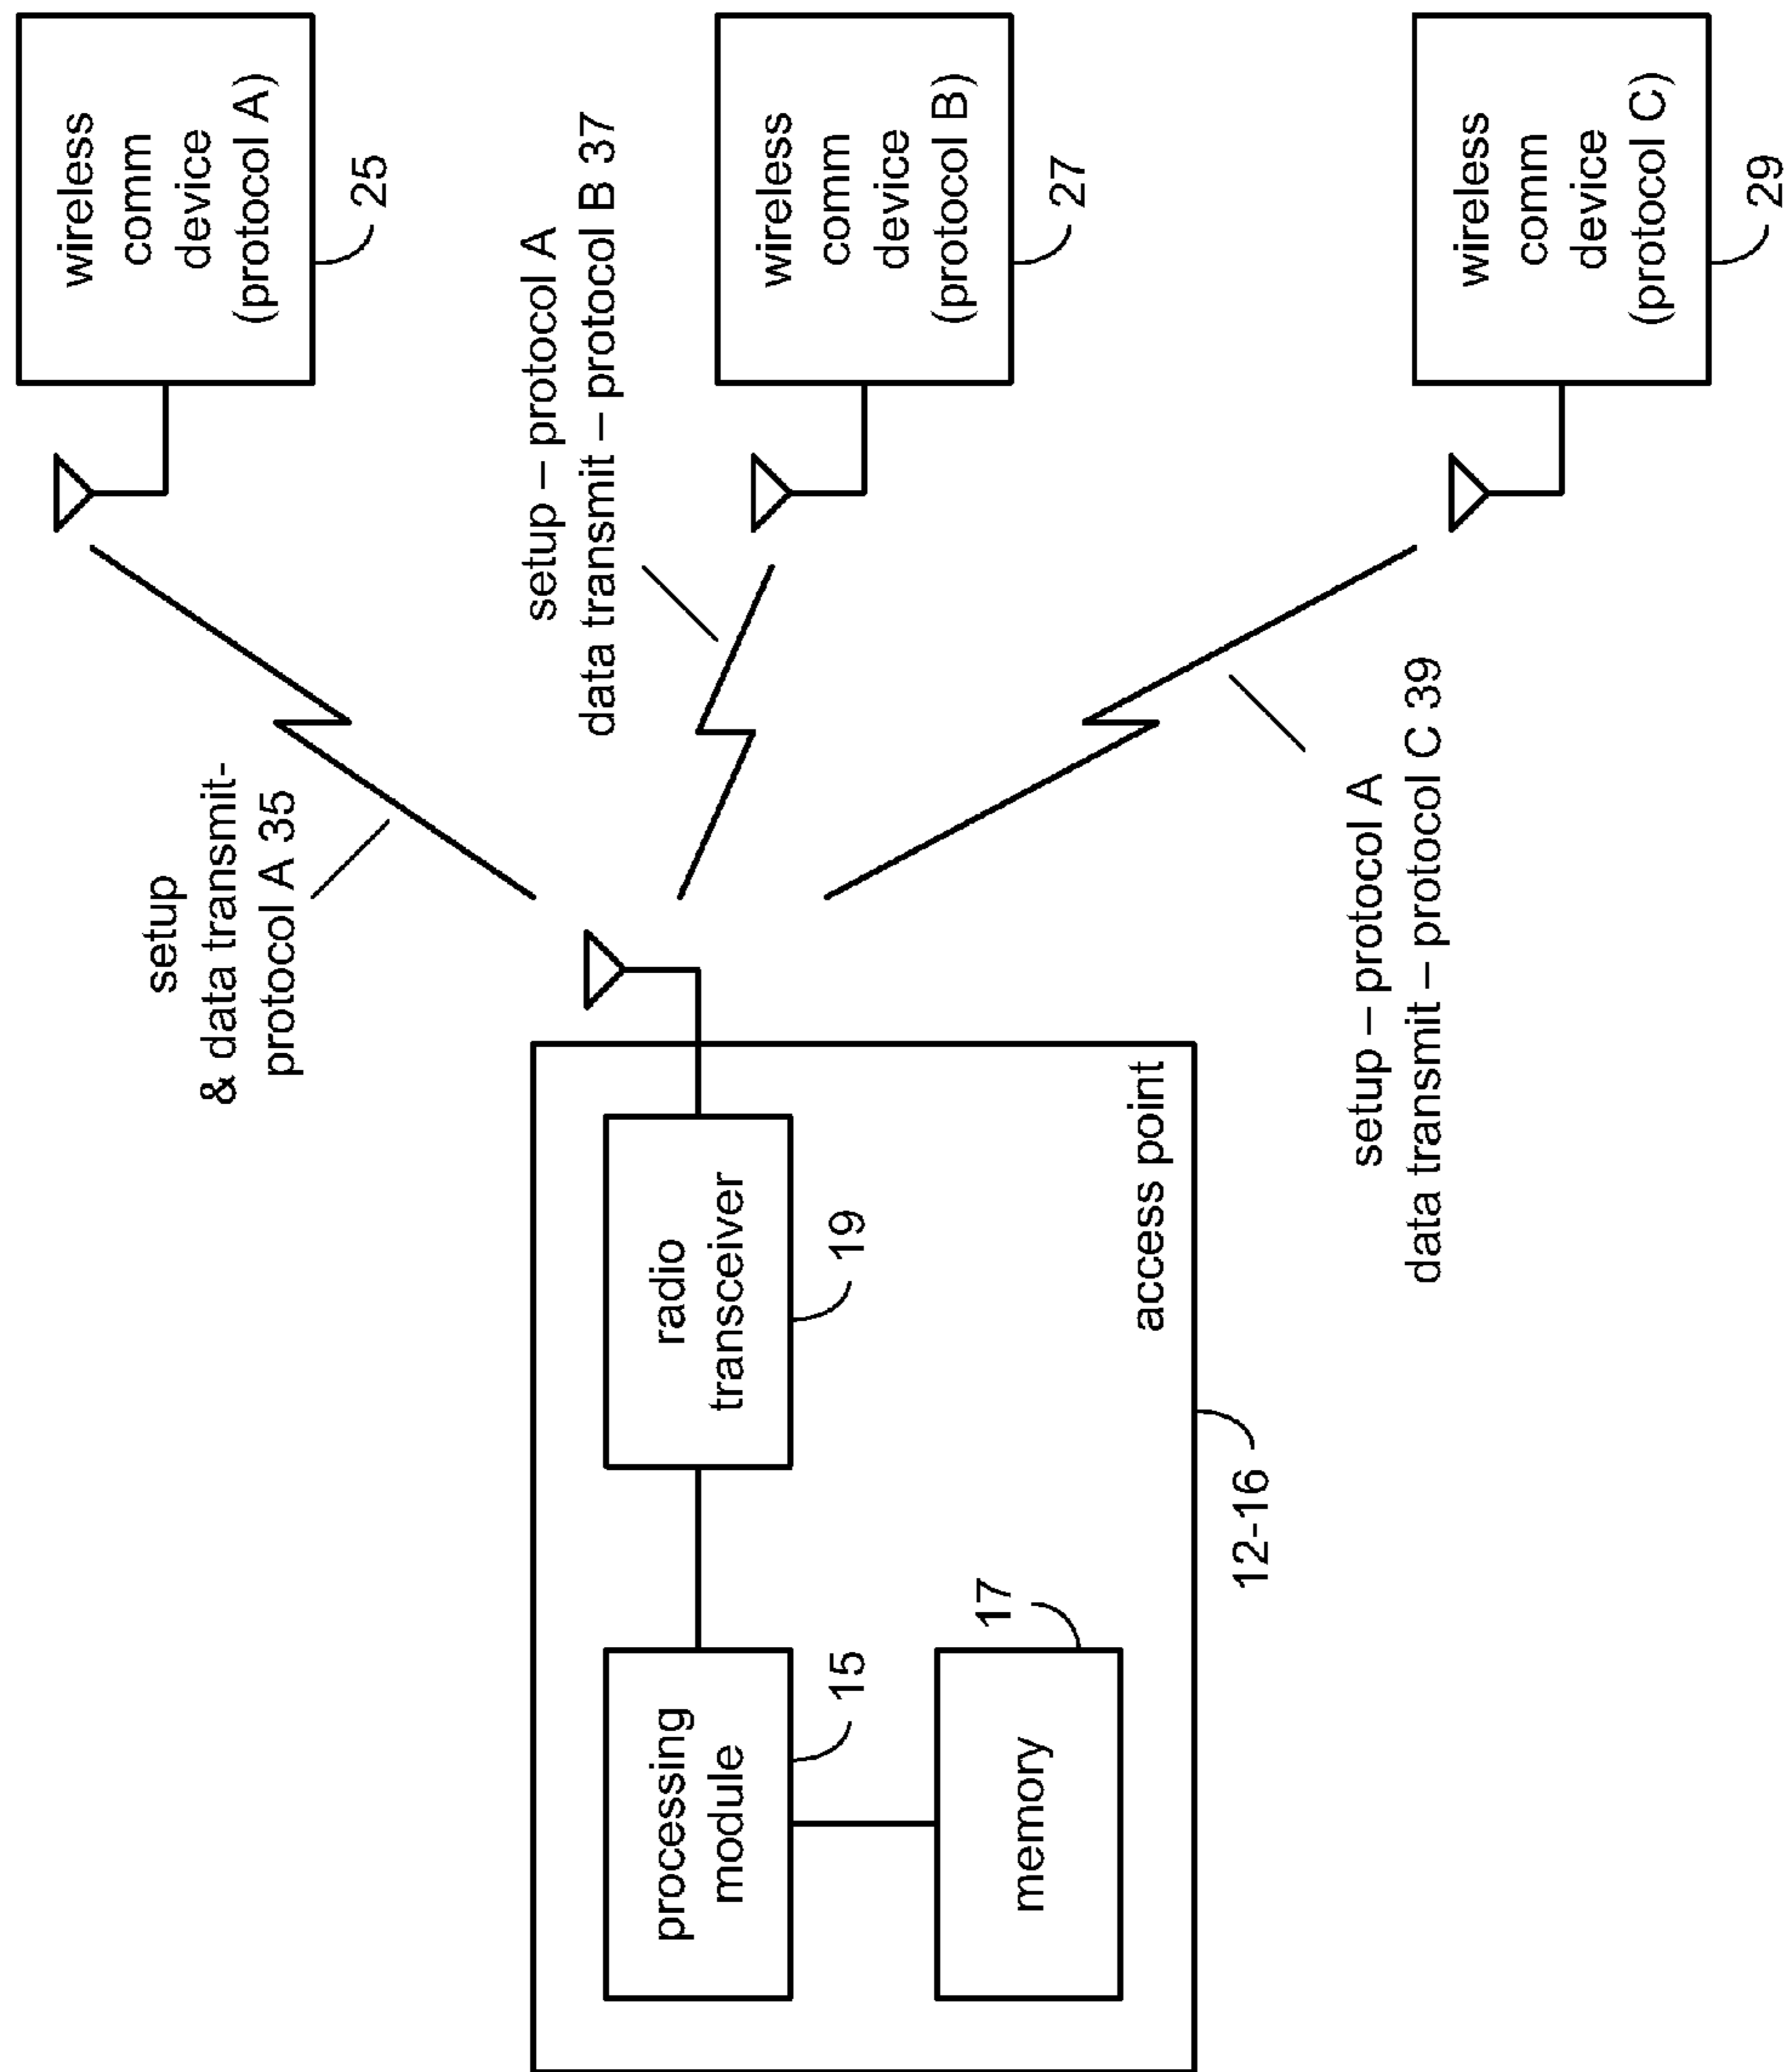 wireless
comm
device
(protocol A)
25
setup
& data transmit-
protocol A 35
setup – protocol A
data transmit – protocol B 37
wireless
comm
device
(protocol B)
27
processing
module
15
radio
transceiver
19
memory
17
access point
12-16
setup – protocol A
data transmit – protocol C 39
wireless
comm
device
(protocol C)
29